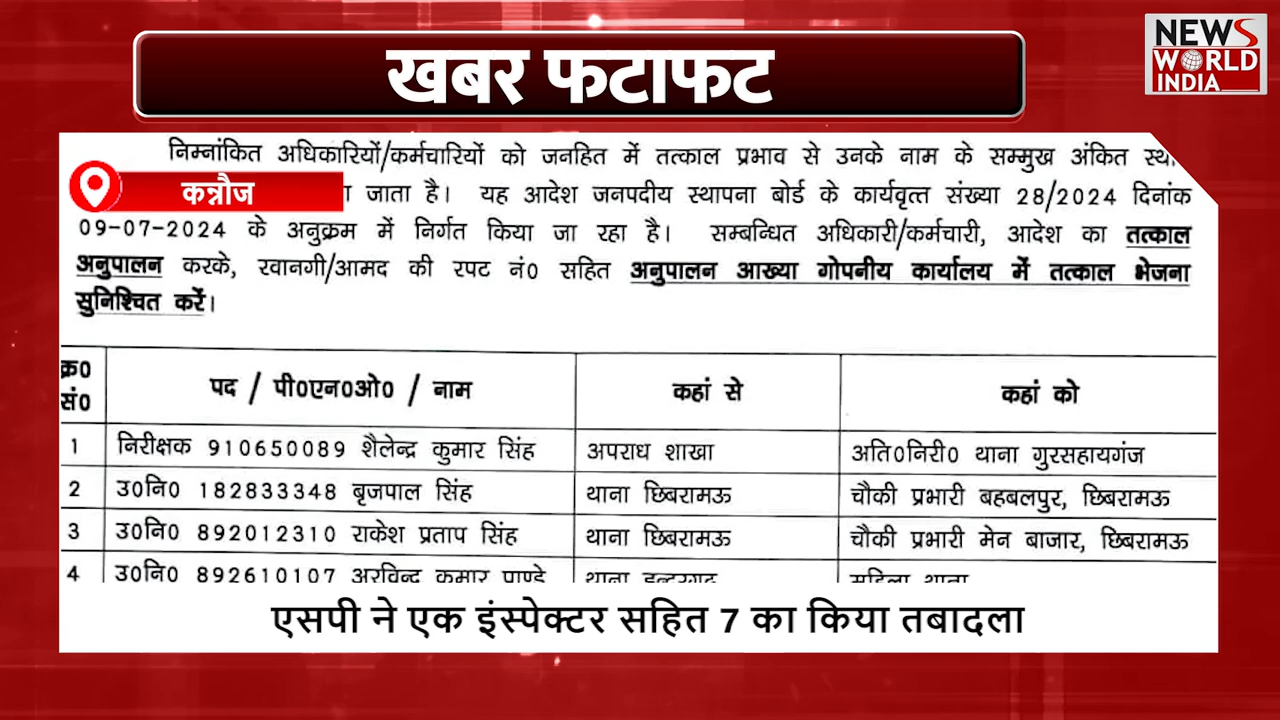 खबर फटाफट
NEWS
WORLD
INDIA
निम्नांकित अधिकारियों/कर्मचारियों को जनहित में तत्काल प्रभाव से उनके नाम के सम्मुख अंकित
कन्नौज
जाता है। यह आदेश जनपदीय स्थापना बोर्ड के कार्यवृत्त संख्या 28/2024 दिनांक
09-07-2024 के अनुक्रम में निर्गत किया जा रहा है। सम्बन्धित अधिकारी/कर्मचारी, आदेश का तत्काल
अनुपालन करके, रवानगी/आमद की रपट नं0 सहित अनुपालन आख्या गोपनीय कार्यालय में तत्काल भेजना
सुनिश्चित करें।
क्र0 सं0 पद / पी0एन0ओ0 / नाम कहां से कहां को
1 निरीक्षक 910650089 शैलेन्द्र कुमार सिंह अपराध शाखा अति0निरी0 थाना गुरसहायगंज
2 उ0नि0 182833348 बृजपाल सिंह थाना छिबरामऊ चौकी प्रभारी बहबलपुर, छिबरामऊ
3 उ0नि0 892012310 राकेश प्रताप सिंह थाना छिबरामऊ चौकी प्रभारी मेन बाजार, छिबरामऊ
4 उ0नि0 892610107 अरविन्द कुमार पाण्डे थाना इन्दरगढ़ महिला थाना
एसपी ने एक इंस्पेक्टर सहित 7 का किया तबादला